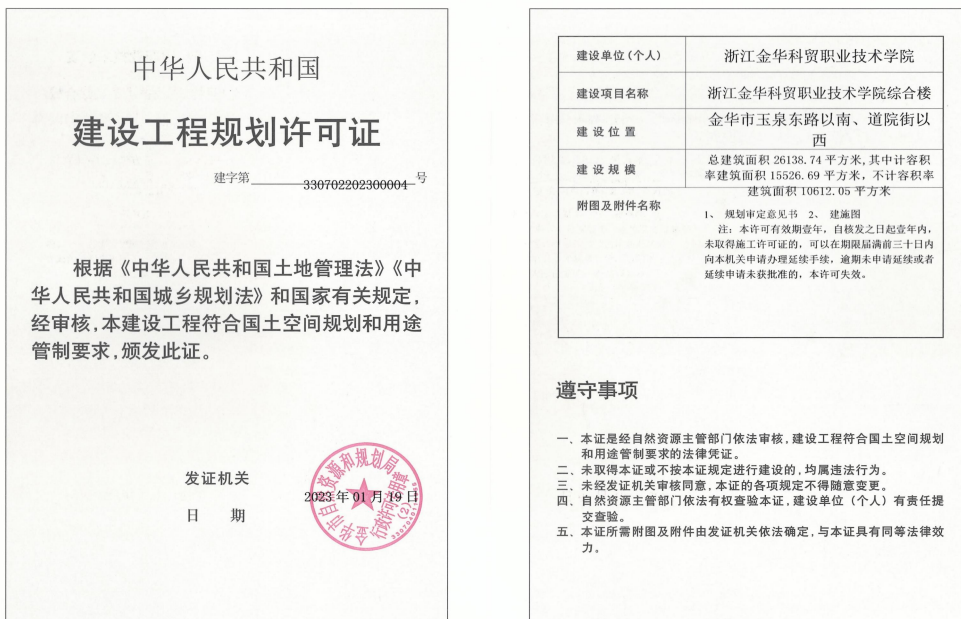 中华人民共和国
建设工程规划许可证
建字第 330702202300004 号
根据《中华人民共和国土地管理法》《中
华人民共和国城乡规划法》和国家有关规定，
经审核，本建设工程符合国土空间规划和用途
管制要求，颁发此证。
发证机关
日 期
2023 年 01 月 19 日
金华市自然资源和规划局
行政许可专用章
(2)
建设单位（个人） 浙江金华科贸职业技术学院
建设项目名称 浙江金华科贸职业技术学院综合楼
建设位置 金华市玉泉东路以南、道院街以
西
建设规模 总建筑面积 26138.74 平方米,其中计容积
率建筑面积 15526.69 平方米，不计容积率
建筑面积 10612.05 平方米
附图及附件名称
1、 规划审定意见书 2、 建施图
注：本许可有效期壹年，自核发之日起壹年内，
未取得施工许可证的，可以在期限届满前三十日内
向本机关申请办理延续手续，逾期未申请延续或者
延续申请未获批准的，本许可失效。
遵守事项
一、本证是经自然资源主管部门依法审核，建设工程符合国土空间规划
和用途管制要求的法律凭证。
二、未取得本证或不按本证规定进行建设的，均属违法行为。
三、未经发证机关审核同意，本证的各项规定不得随意变更。
四、自然资源主管部门依法有权查验本证，建设单位（个人）有责任提
交查验。
五、本证所需附图及附件由发证机关依法确定，与本证具有同等法律效
力。